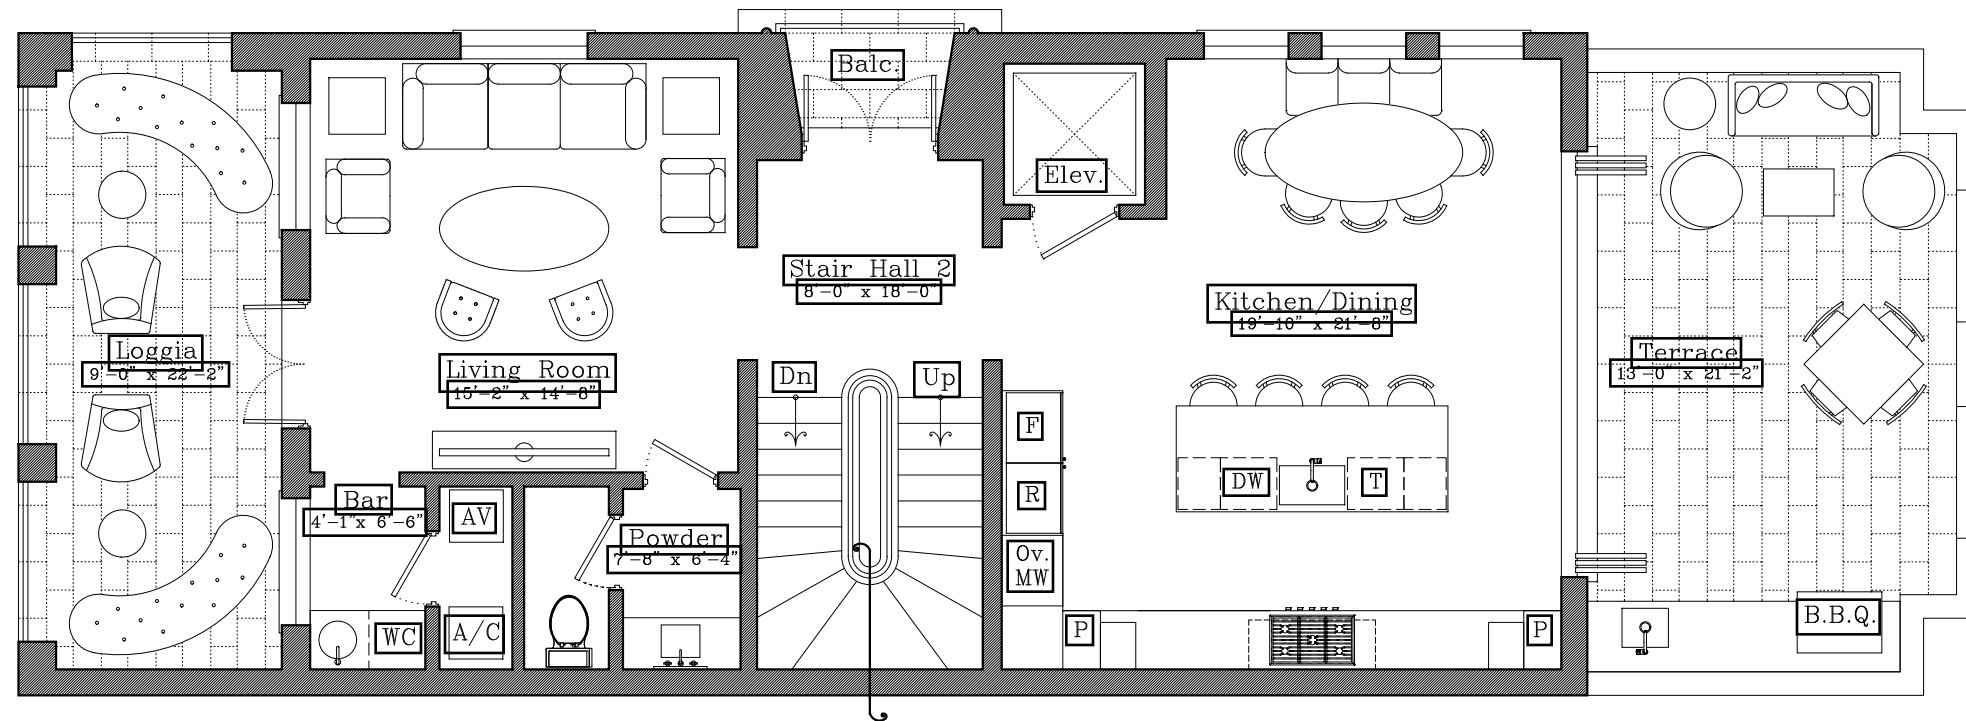 Balc.
Elev.
Stair Hall 2
8'-0" x 18'-0"
Kitchen/Dining
19'-10" x 21'-8"
Loggia
9'-0" x 22'-2"
Living Room
15'-2" x 14'-8"
Terrace
13'-0" x 21'-2"
Dn
Up
F
R
DW
T
Bar
4'-1"x 6'-6"
AV
Powder
7'-8" x 6'-4"
Ov.
MW
WC
A/C
P
P
B.B.Q.